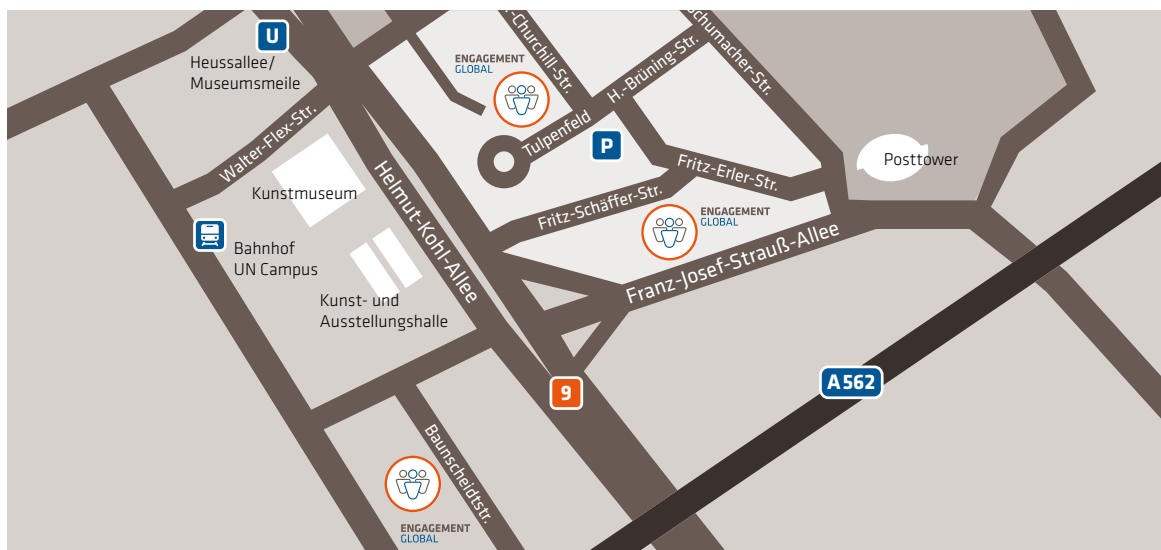 U
Heussallee/
Museumsmeile
ENGAGEMENT
GLOBAL
-Churchill-Str.
H.-Brüning-Str.
chumacher-Str.
Tulpenfeld
P
Walter-Flex-Str.
Kunstmuseum
Helmut-Kohl-Allee
Fritz-Erler-Str.
Posttower
Fritz-Schäffer-Str.
ENGAGEMENT
GLOBAL
Bahnhof
UN Campus
Franz-Josef-Strauß-Allee
Kunst- und
Ausstellungshalle
9
A 562
Baunscheidtstr.
ENGAGEMENT
GLOBAL